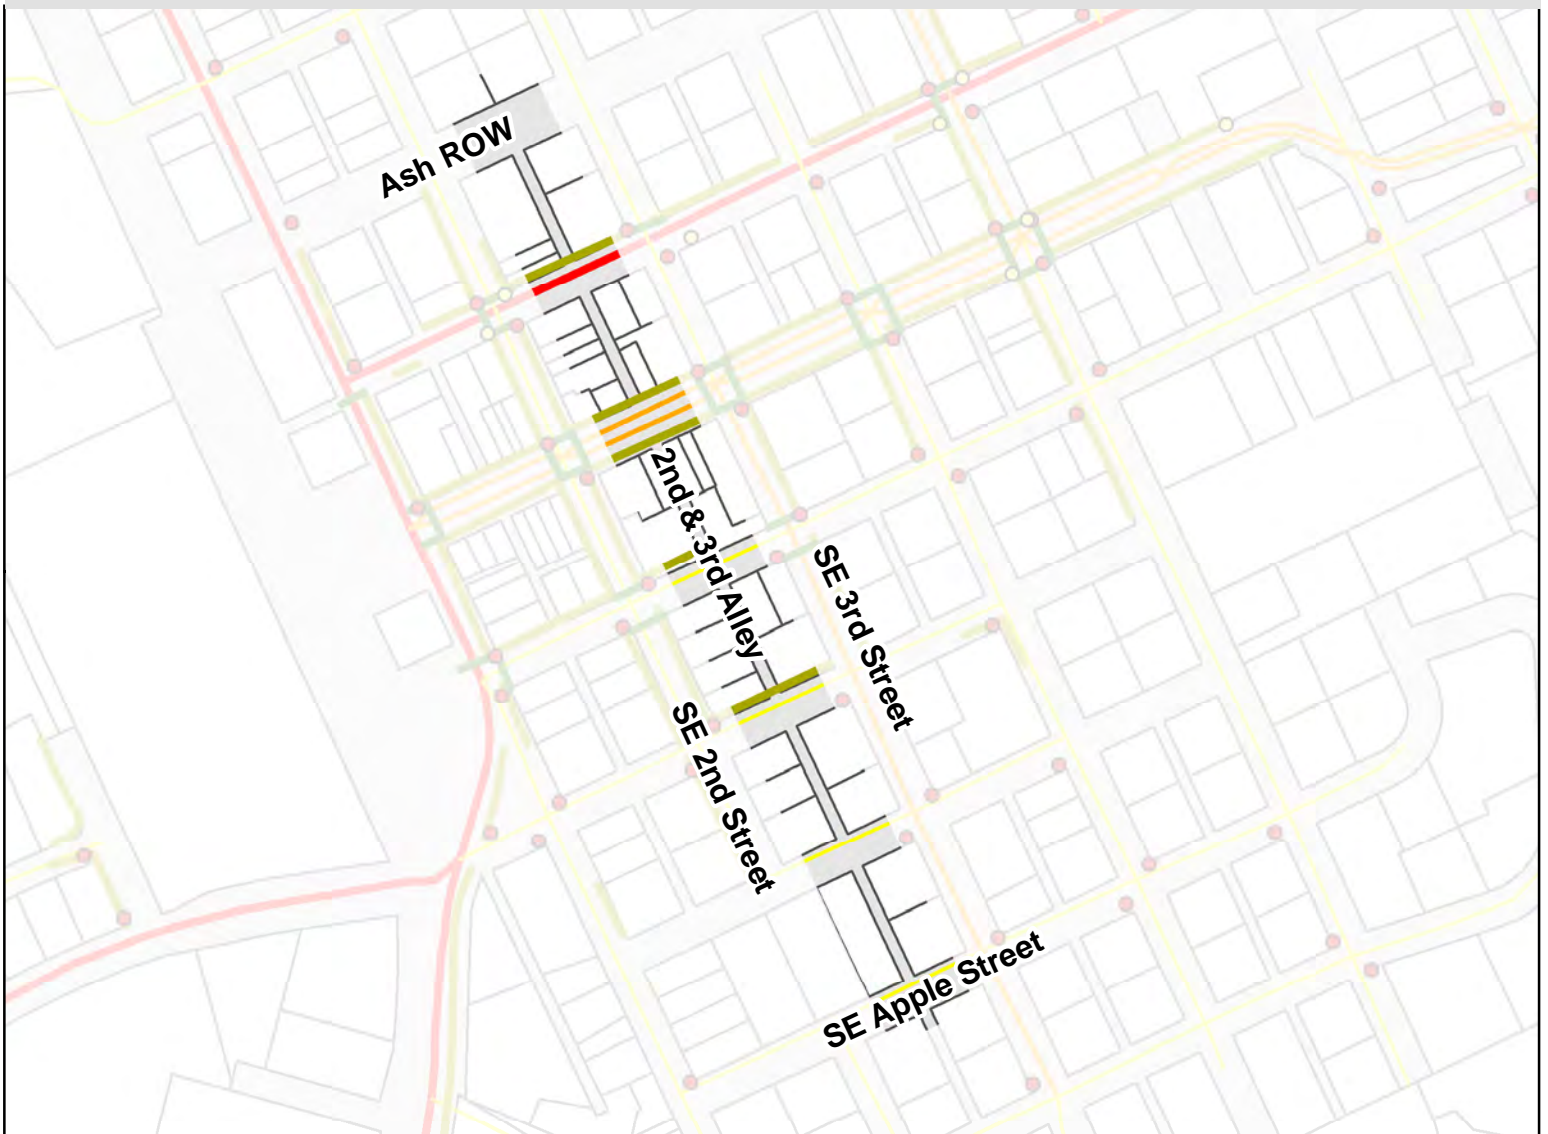 Ash ROW
2nd & 3rd Alley
SE 3rd Street
SE 2nd Street
SE Apple Street